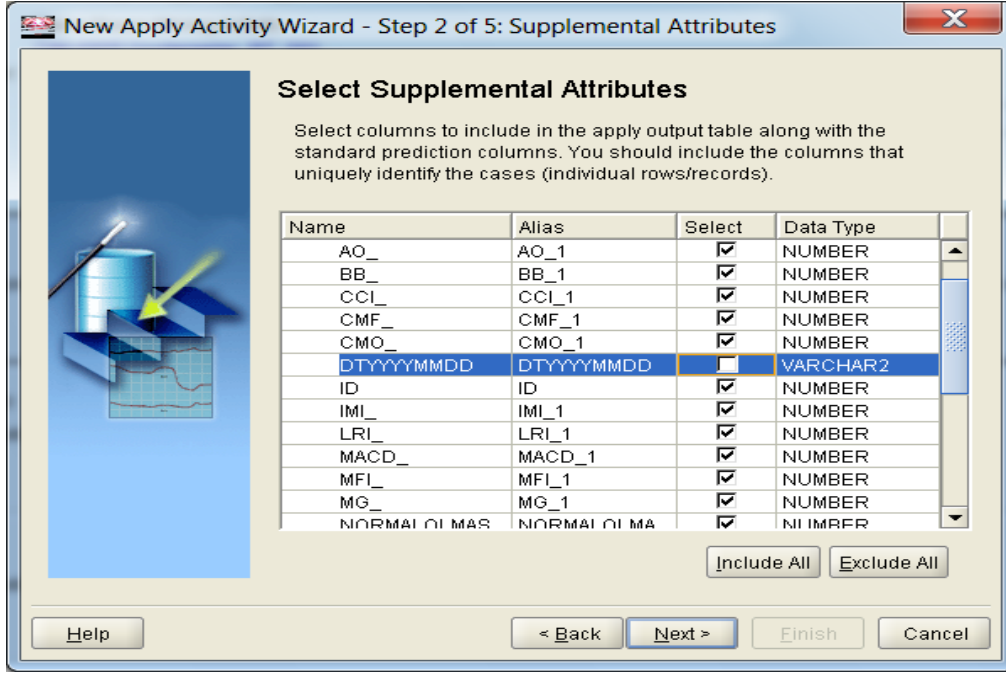 New Apply Activity Wizard - Step 2 of 5: Supplemental Attributes
Select Supplemental Attributes
Select columns to include in the apply output table along with the
standard prediction columns. You should include the columns that
uniquely identify the cases (individual rows/records).
Name Alias Select Data Type
AO_ AO_1 NUMBER
BB_ BB_1 NUMBER
CCI_ CCI_1 NUMBER
CMF_ CMF_1 NUMBER
CMO_ CMO_1 NUMBER
DTYYYYMMDD DTYYYYMMDD VARCHAR2
ID ID NUMBER
IMI_ IMI_1 NUMBER
LRI_ LRI_1 NUMBER
MACD_ MACD_1 NUMBER
MFI_ MFI_1 NUMBER
MG_ MG_1 NUMBER
NUMBER
Include All Exclude All
Help < Back Next > Finish Cancel